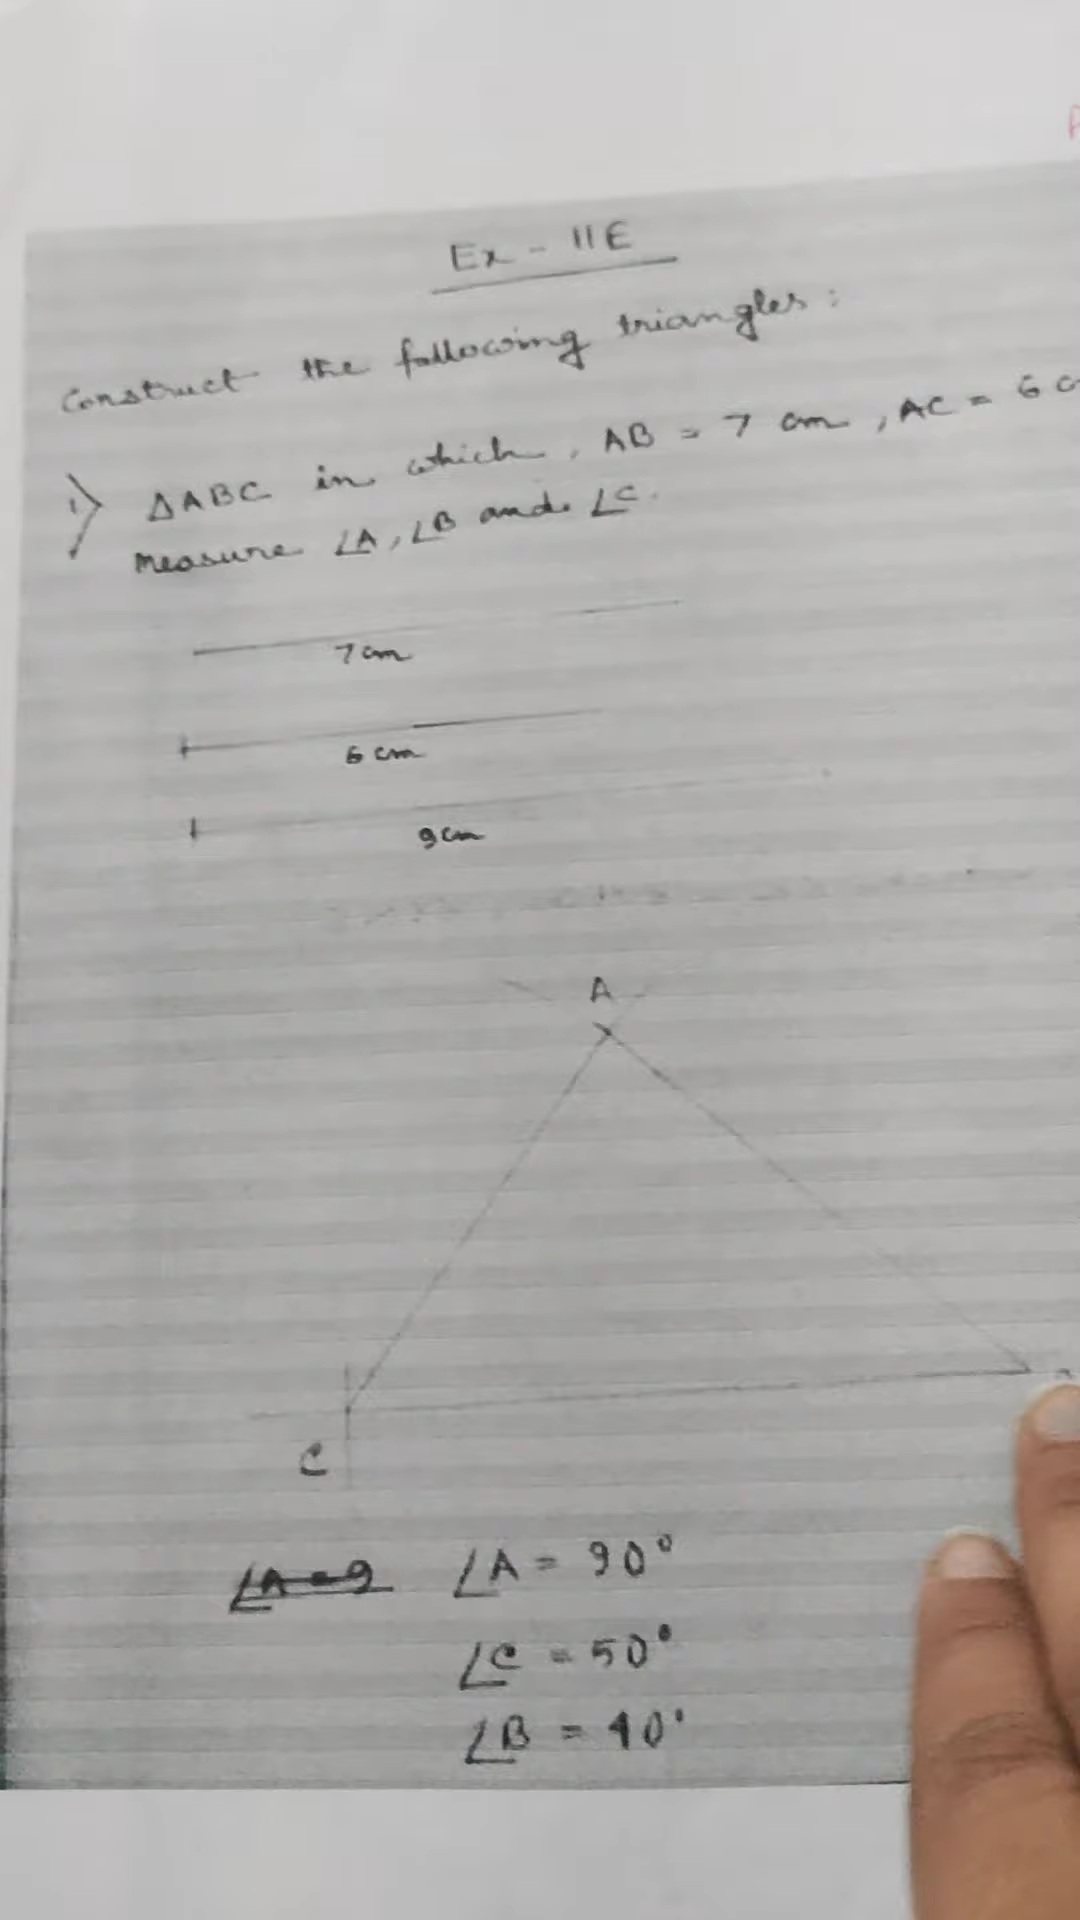 Ex - 11E
Construct the following triangles:
1) ΔABC in which, AB = 7 cm, AC = 6 c
Measure ∠A, ∠B and ∠C.
7 cm
6 cm
9 cm
A
C
∠A = 9 ∠A = 90°
∠C = 50°
∠B = 40°